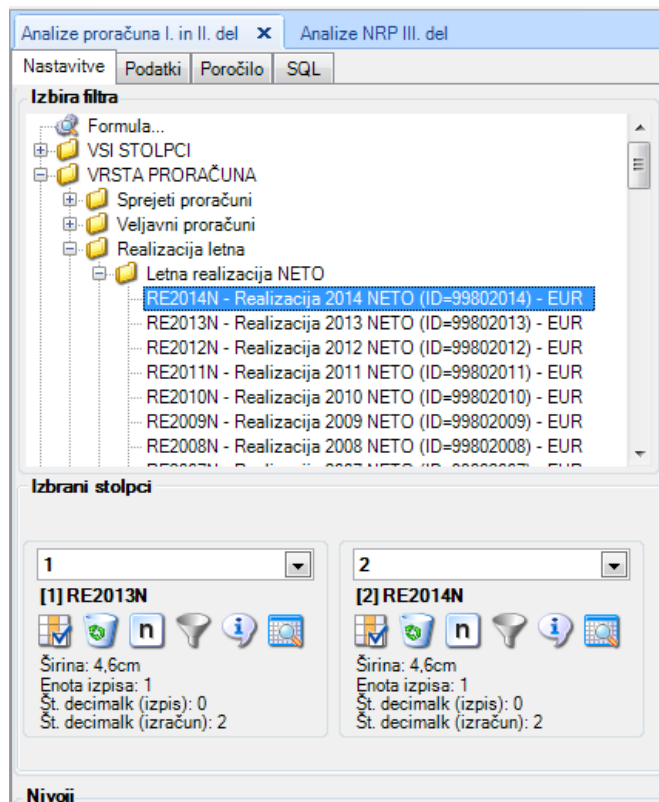 Analize proračuna I. in II. del X Analize NRP III. del
Nastavitve Podatki Poročilo SQL
Izbira filtra
Formula...
VSI STOLPCI
VRSTA PRORAČUNA
Sprejeti proračuni
Veljavni proračuni
Realizacija letna
Letna realizacija NETO
RE2014N - Realizacija 2014 NETO (ID=99802014) - EUR
RE2013N - Realizacija 2013 NETO (ID=99802013) - EUR
RE2012N - Realizacija 2012 NETO (ID=99802012) - EUR
RE2011N - Realizacija 2011 NETO (ID=99802011) - EUR
RE2010N - Realizacija 2010 NETO (ID=99802010) - EUR
RE2009N - Realizacija 2009 NETO (ID=99802009) - EUR
RE2008N - Realizacija 2008 NETO (ID=99802008) - EUR
Izbrani stolpci
1
[1] RE2013N
n
Širina: 4,6cm
Enota izpisa: 1
Št. decimalk (izpis): 0
Št. decimalk (izračun): 2
2
[2] RE2014N
n
Širina: 4,6cm
Enota izpisa: 1
Št. decimalk (izpis): 0
Št. decimalk (izračun): 2
Nivoji